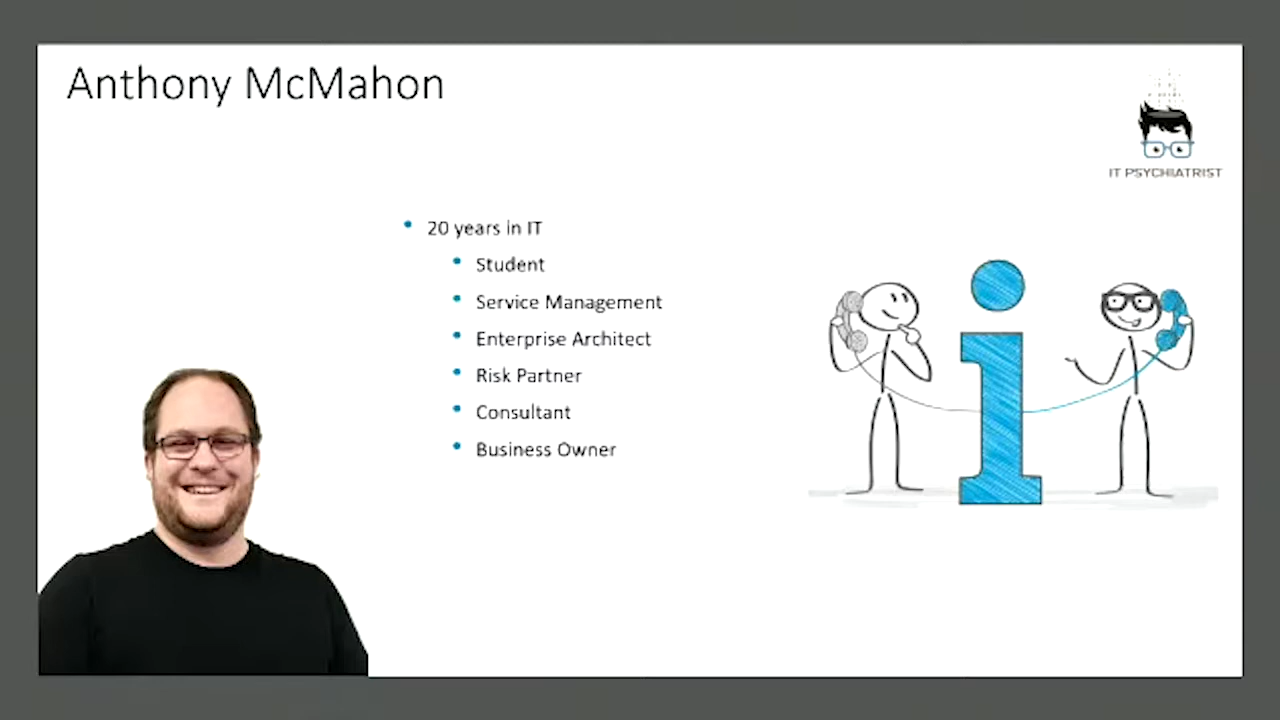 Anthony McMahon
IT PSYCHIATRIST
20 years in IT
Student
Service Management
Enterprise Architect
Risk Partner
Consultant
Business Owner